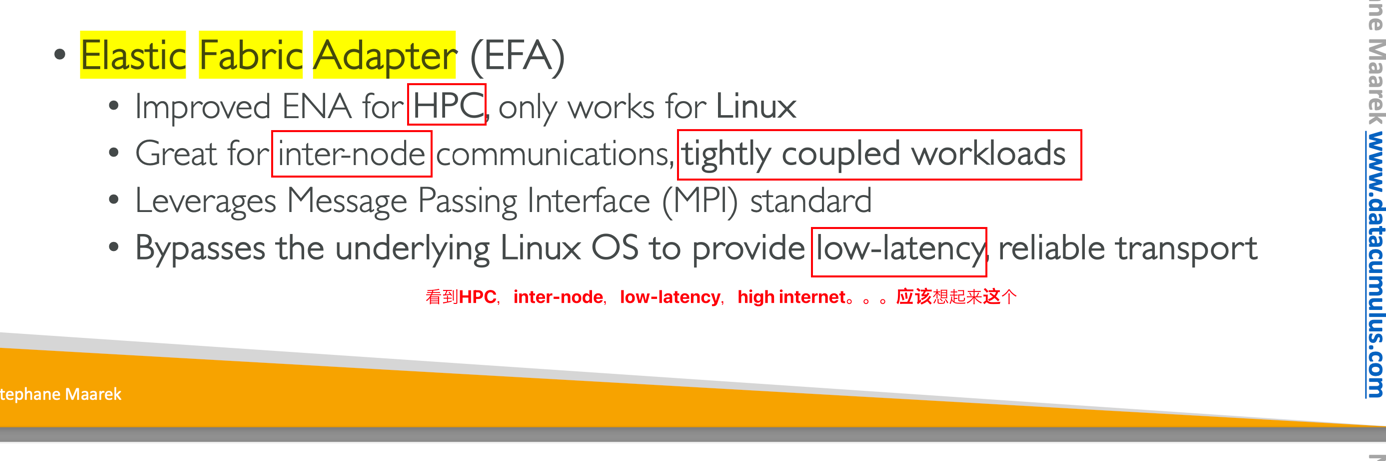 • Elastic Fabric Adapter (EFA)
• Improved ENA for HPC, only works for Linux
• Great for inter-node communications, tightly coupled workloads
• Leverages Message Passing Interface (MPI) standard
• Bypasses the underlying Linux OS to provide low-latency, reliable transport
看到HPC，inter-node，low-latency，high internet。。。应该想起来这个
tephane Maarek
ne Maarek www.datacumulus.com